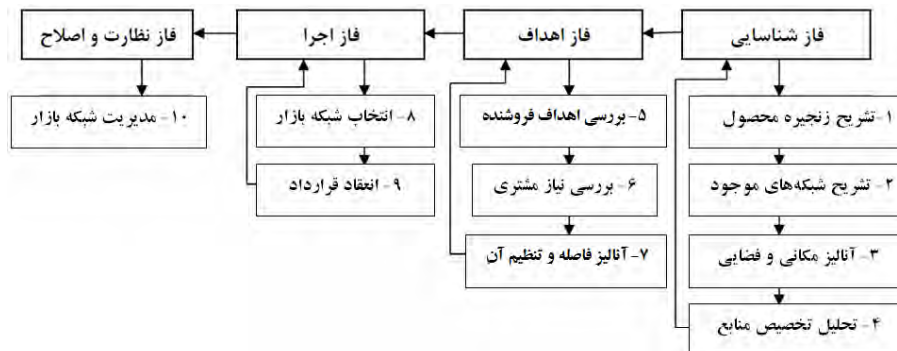 فاز شناسایی
فاز اهداف
فاز اجرا
فاز نظارت و اصلاح
۱- تشریح زنجیره محصول
۲- تشریح شبکه‌های موجود
۳- آنالیز مکانی و فضایی
۴- تحلیل تخصیص منابع
۵- بررسی اهداف فروشنده
۶- بررسی نیاز مشتری
۷- آنالیز فاصله و تنظیم آن
۸- انتخاب شبکه بازار
۹- انعقاد قرارداد
۱۰- مدیریت شبکه بازار